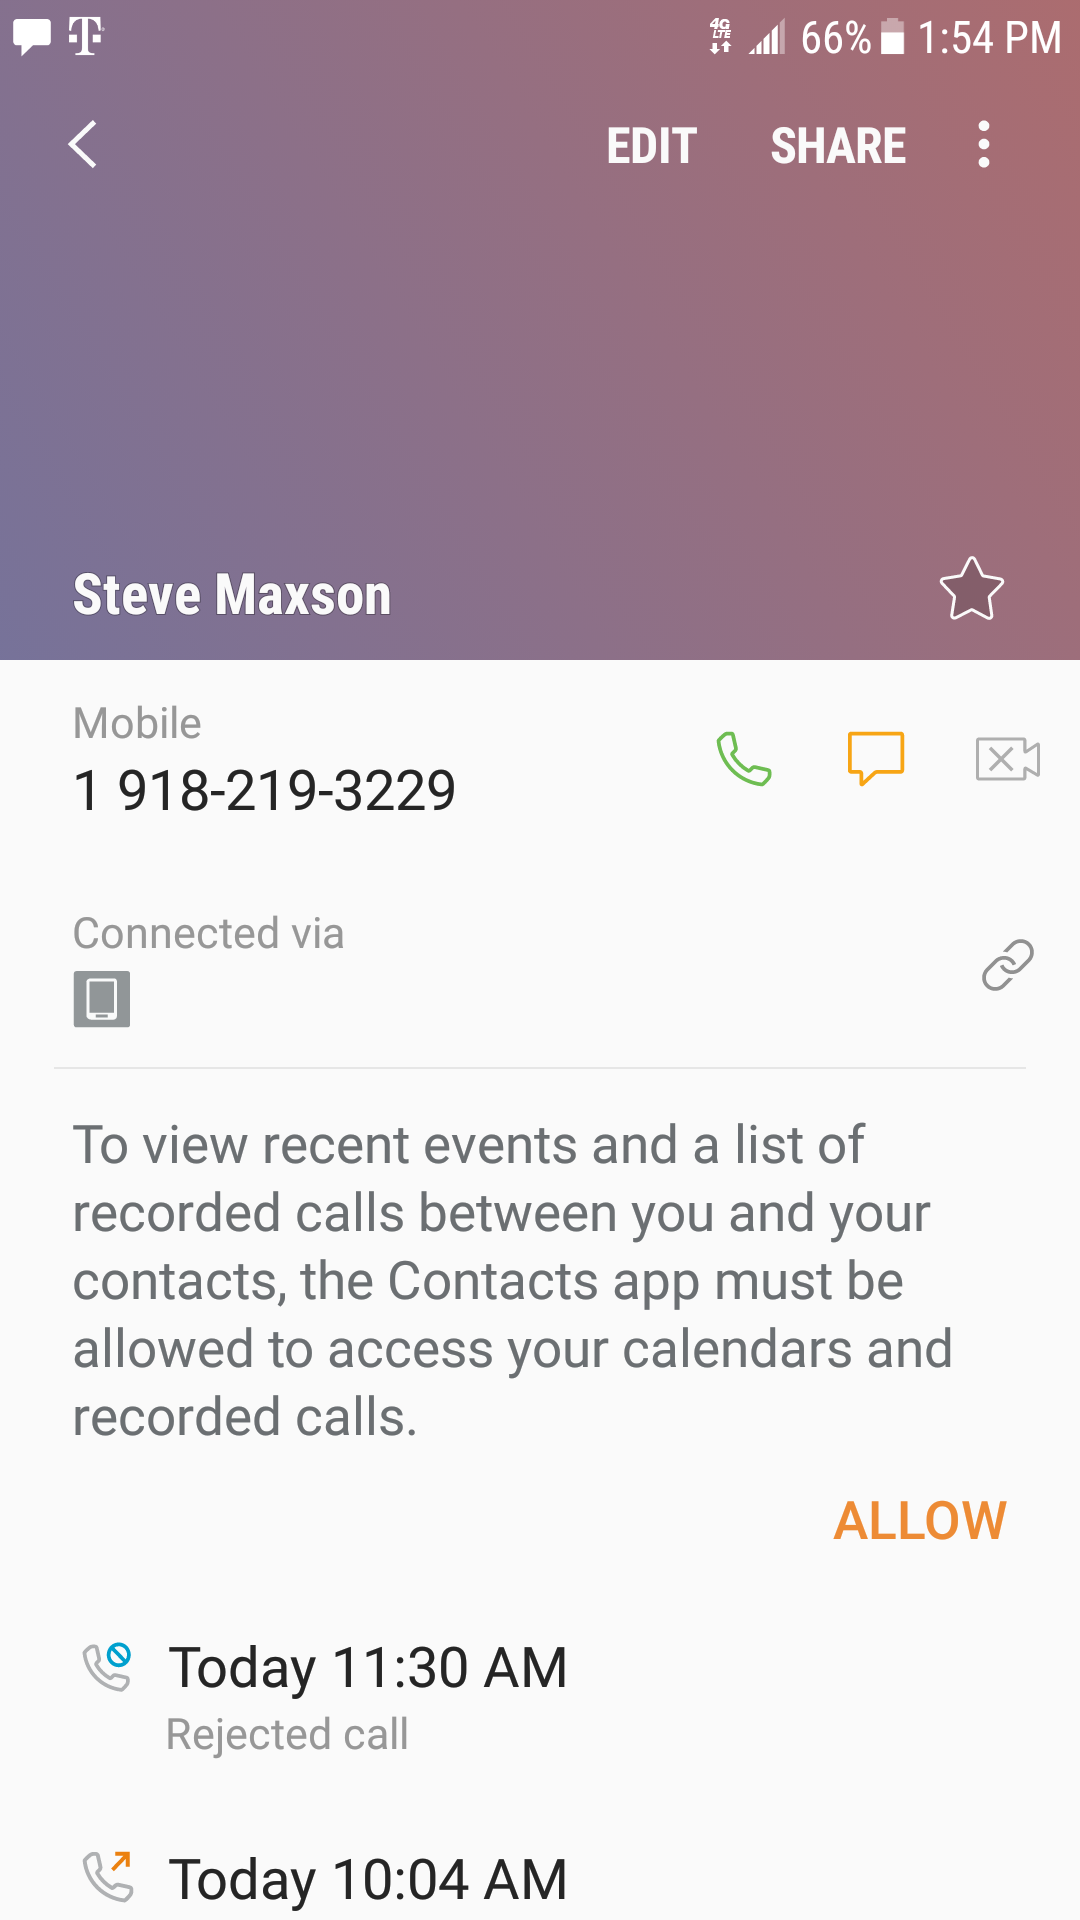 4G LTE 66% 1:54 PM
EDIT SHARE
Steve Maxson
Mobile
1 918-219-3229
Connected via
To view recent events and a list of
recorded calls between you and your
contacts, the Contacts app must be
allowed to access your calendars and
recorded calls.
ALLOW
Today 11:30 AM
Rejected call
Today 10:04 AM